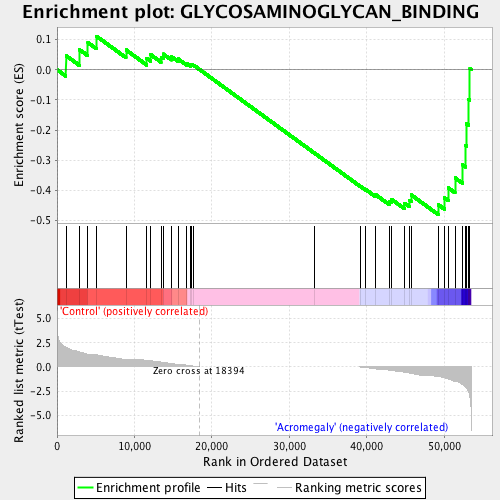 Enrichment plot: GLYCOSAMINOGLYCAN_BINDING
Enrichment score (ES)
0.1
0.0
-0.1
-0.2
-0.3
-0.4
-0.5
'Control' (positively correlated)
Ranked list metric (tTest)
5.0
2.5
0.0
-2.5
-5.0
Zero cross at 18394
'Acromegaly' (negatively correlated)
0 10,000 20,000 30,000 40,000 50,000
Rank in Ordered Dataset
Enrichment profile Hits Ranking metric scores